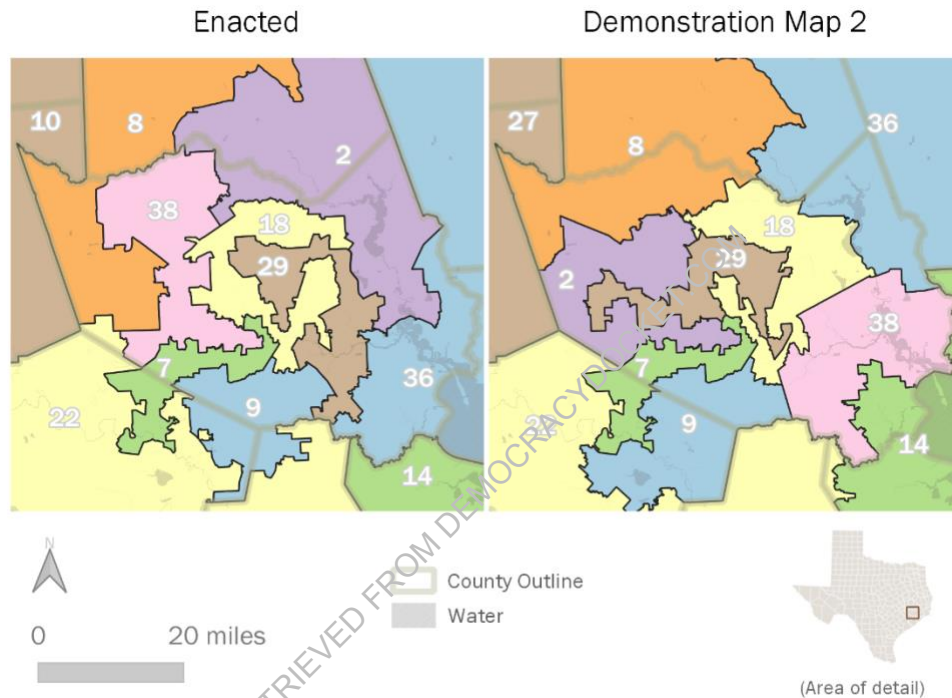 Enacted
Demonstration Map 2
10
8
2
38
18
29
7
22
9
36
14
27
8
36
18
2
29
38
7
22
9
14
N
0
20 miles
County Outline
Water
(Area of detail)
RETRIEVED FROM DEMOCRACYDOCKET.COM